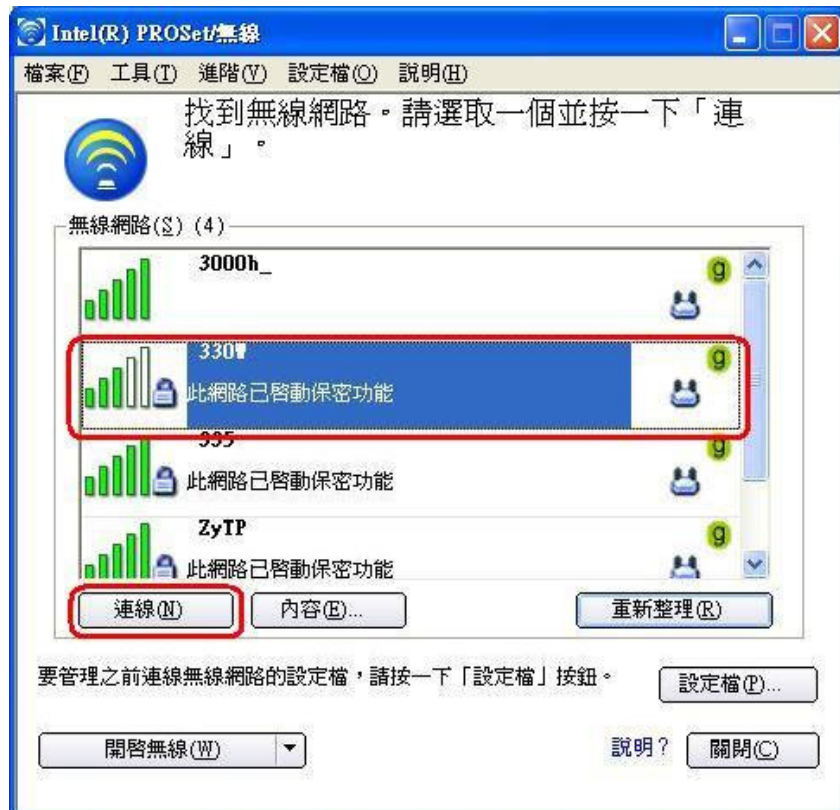 Intel(R) PROSet/無線
檔案(F) 工具(T) 進階(V) 設定檔(O) 說明(H)
找到無線網路。請選取一個並按一下「連
線」。
無線網路(S) (4)
3000h_
g
330W
g
此網路已啓動保密功能
335
g
此網路已啓動保密功能
ZyTP
g
此網路已啓動保密功能
連線(N) 內容(E)... 重新整理(R)
要管理之前連線無線網路的設定檔,請按一下「設定檔」按鈕。 設定檔(P)...
開啓無線(W) 說明? 關閉(C)